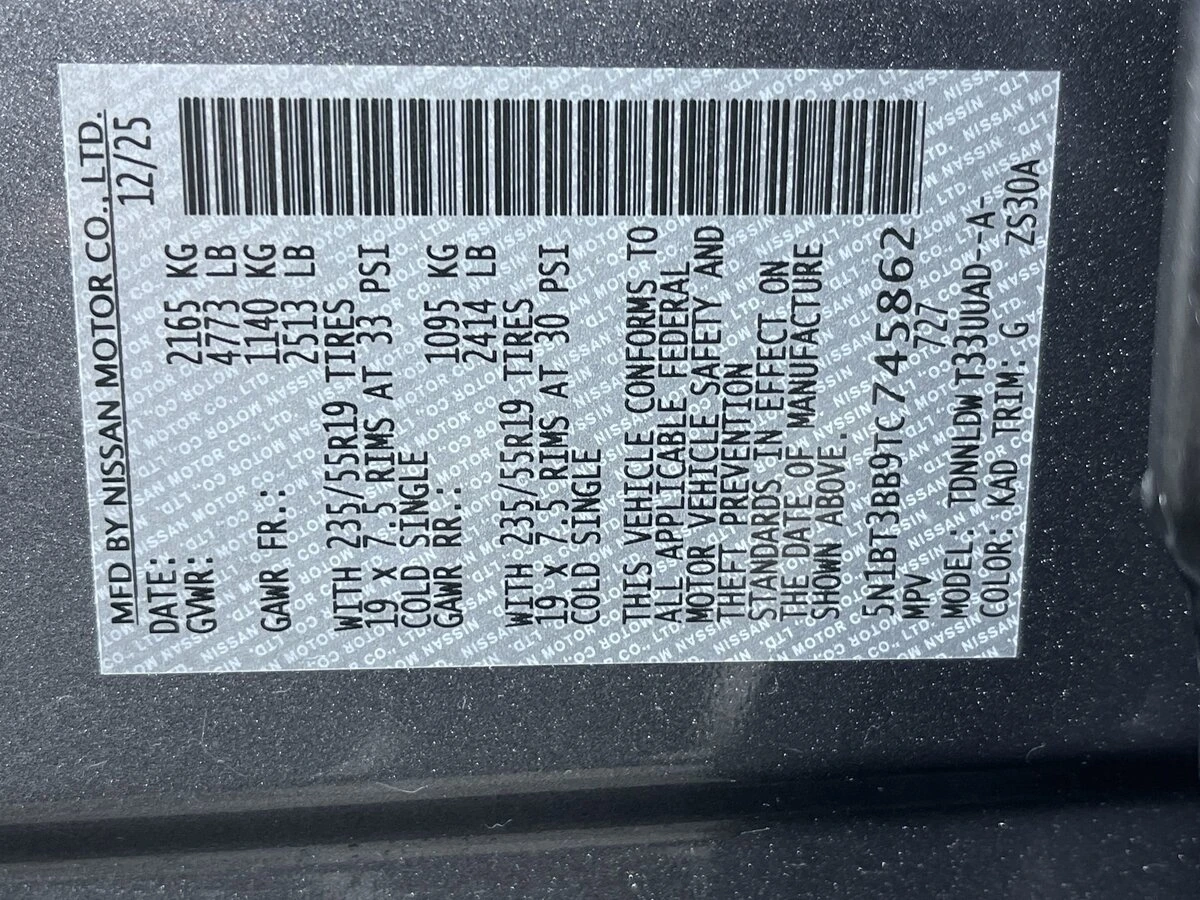 MFD BY NISSAN MOTOR CO., LTD.
DATE: 12/25
GVWR: 2165 KG
4773 LB
GAWR FR.: 1140 KG
2513 LB
WITH 235/55R19 TIRES
19 X 7.5 RIMS AT 33 PSI
COLD SINGLE
GAWR RR.: 1095 KG
2414 LB
WITH 235/55R19 TIRES
19 X 7.5 RIMS AT 30 PSI
COLD SINGLE
THIS VEHICLE CONFORMS TO
ALL APPLICABLE FEDERAL
MOTOR VEHICLE SAFETY AND
THEFT PREVENTION
STANDARDS IN EFFECT ON
THE DATE OF MANUFACTURE
SHOWN ABOVE.
5N1BT3BB9TC745862
MPV 727
MODEL: TDNNLDWT33UUAD--A-
COLOR: KAD TRIM: G ZS30A